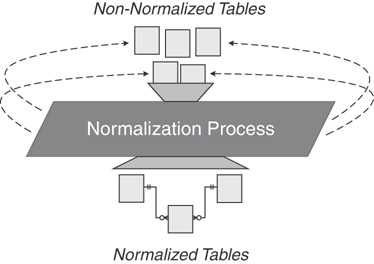 Non-Normalized Tables
Normalization Process
Normalized Tables